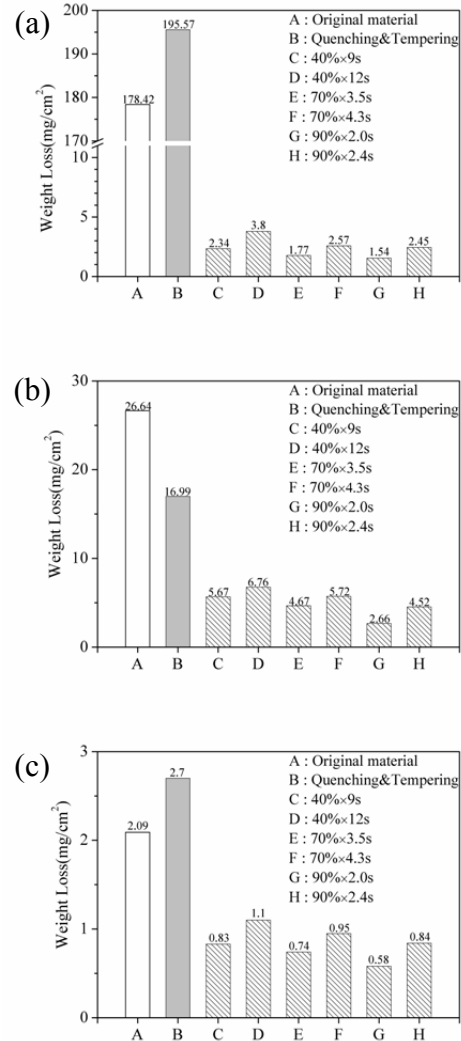 (a)
200
190
180
170
10
5
0
Weight Loss(mg/cm²)
178.42
195.57
2.34
3.8
1.77
2.57
1.54
2.45
A : Original material
B : Quenching&Tempering
C : 40%×9s
D : 40%×12s
E : 70%×3.5s
F : 70%×4.3s
G : 90%×2.0s
H : 90%×2.4s
A B C D E F G H
(b)
30
20
10
0
Weight Loss(mg/cm²)
26.64
16.99
5.67
6.76
4.67
5.72
2.66
4.52
A : Original material
B : Quenching&Tempering
C : 40%×9s
D : 40%×12s
E : 70%×3.5s
F : 70%×4.3s
G : 90%×2.0s
H : 90%×2.4s
A B C D E F G H
(c)
3
2
1
0
Weight Loss(mg/cm²)
2.09
2.7
0.83
1.1
0.74
0.95
0.58
0.84
A : Original material
B : Quenching&Tempering
C : 40%×9s
D : 40%×12s
E : 70%×3.5s
F : 70%×4.3s
G : 90%×2.0s
H : 90%×2.4s
A B C D E F G H